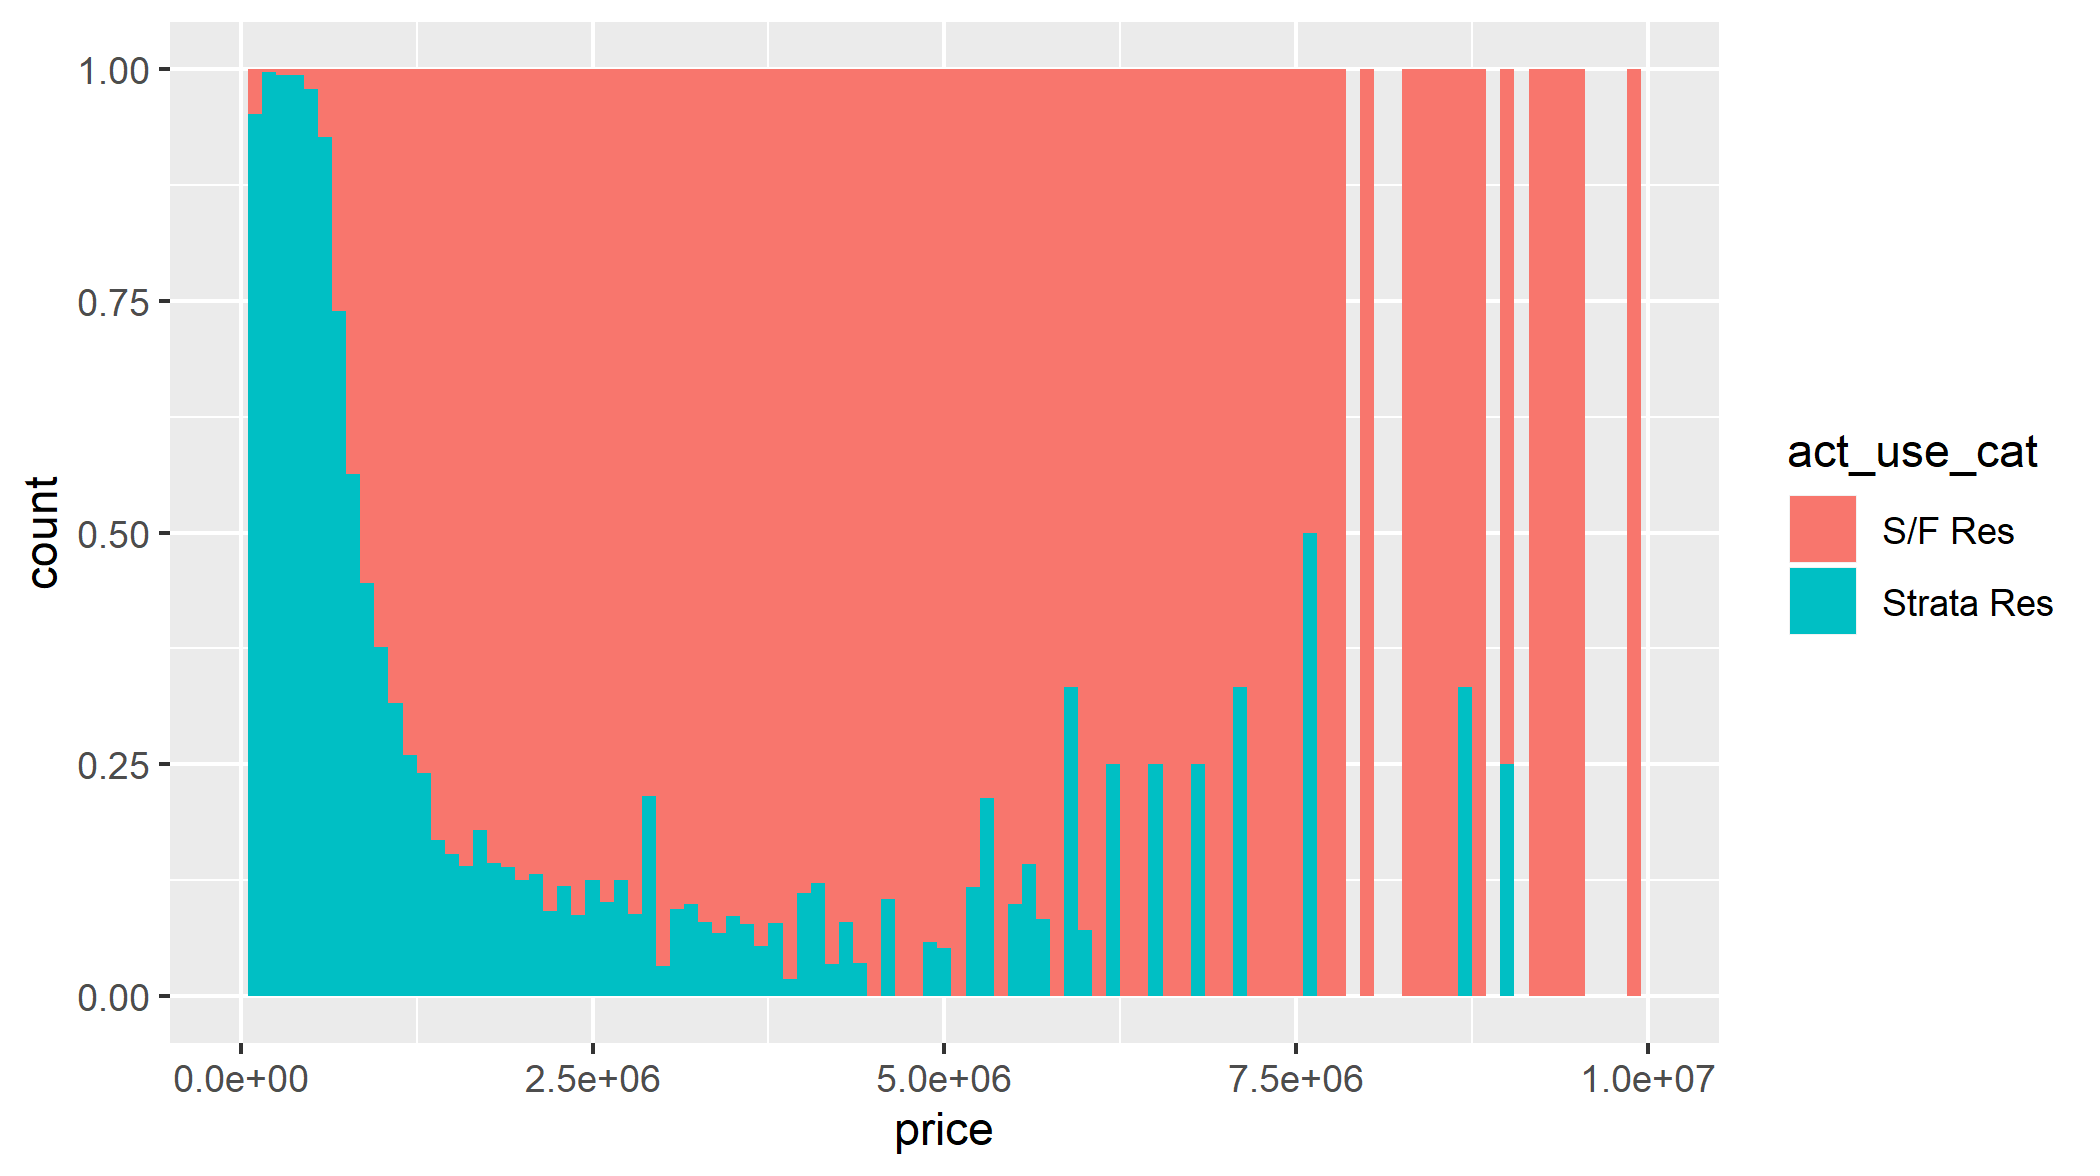 1.00
0.75
0.50
0.25
0.00
count
0.0e+00
2.5e+06
5.0e+06
7.5e+06
1.0e+07
price
act_use_cat
S/F Res
Strata Res